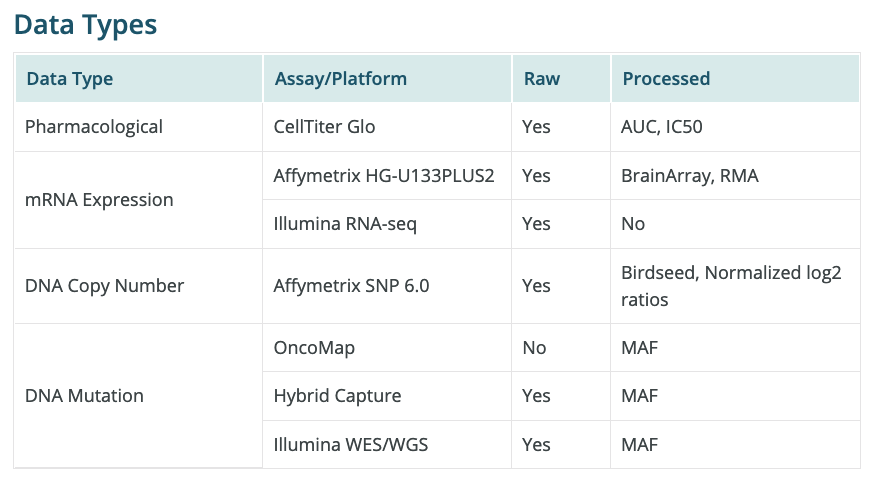 Data Types
Data Type Assay/Platform Raw Processed
Pharmacological CellTiter Glo Yes AUC, IC50
mRNA Expression Affymetrix HG-U133PLUS2 Yes BrainArray, RMA
Illumina RNA-seq Yes No
DNA Copy Number Affymetrix SNP 6.0 Yes Birdseed, Normalized log2
ratios
DNA Mutation OncoMap No MAF
Hybrid Capture Yes MAF
Illumina WES/WGS Yes MAF